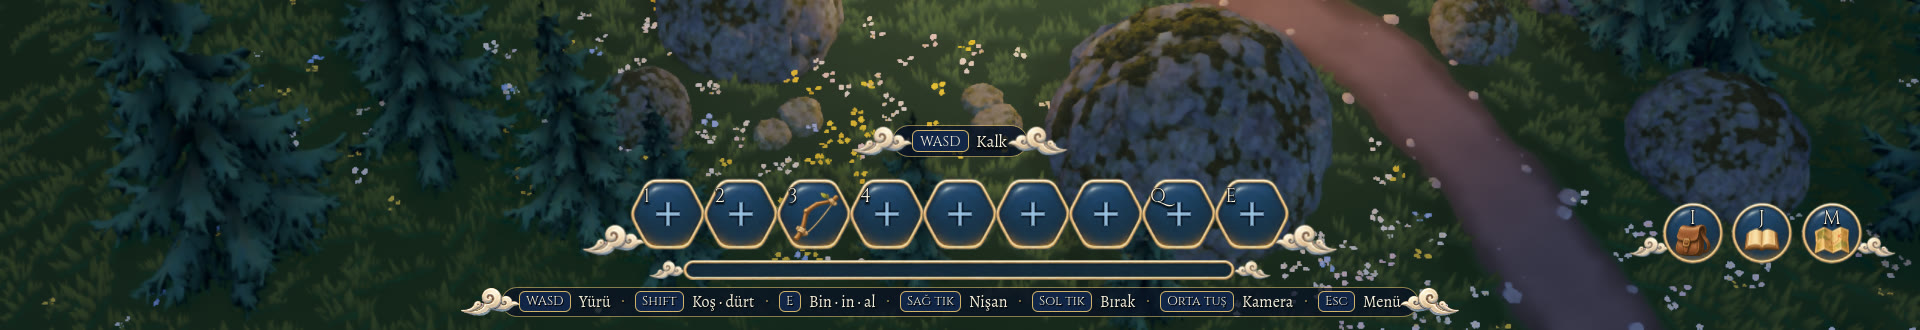 WASD Kalk
1 2 3 4 Q E
I J M
WASD Yürü · SHIFT Koş · dürt · E Bin · in · al · SAĞ TIK Nişan · SOL TIK Bırak · ORTA TUŞ Kamera · ESC Menü